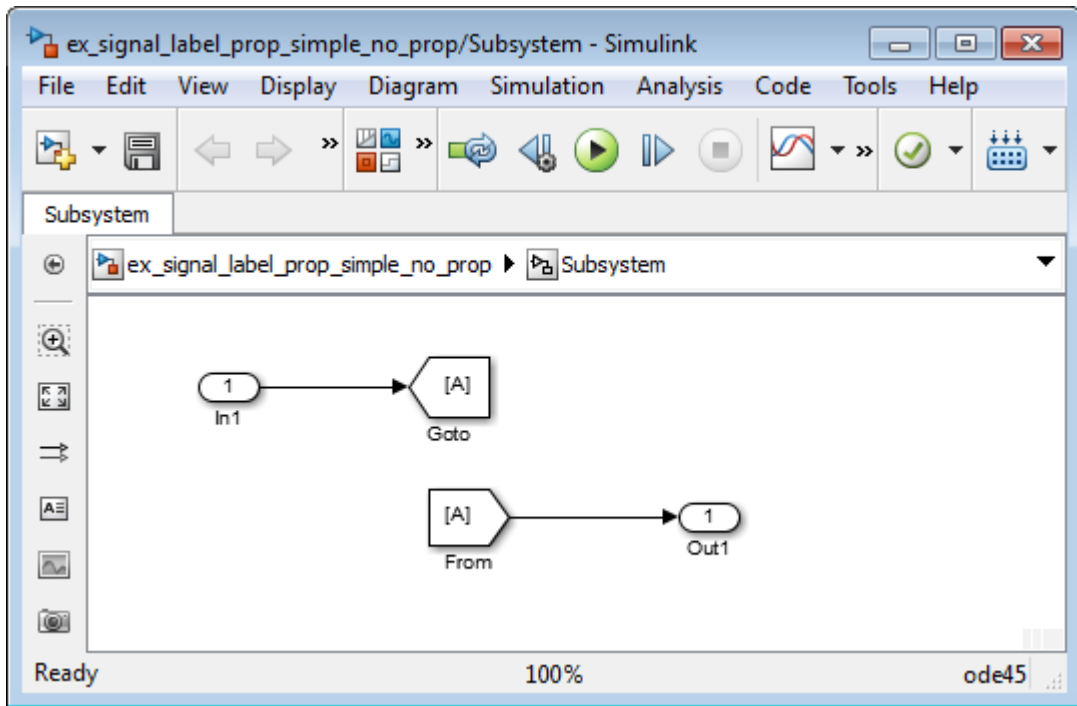 ex_signal_label_prop_simple_no_prop/Subsystem - Simulink
File Edit View Display Diagram Simulation Analysis Code Tools Help
Subsystem
ex_signal_label_prop_simple_no_prop Subsystem
1
In1
[A]
Goto
[A]
From
1
Out1
Ready 100% ode45